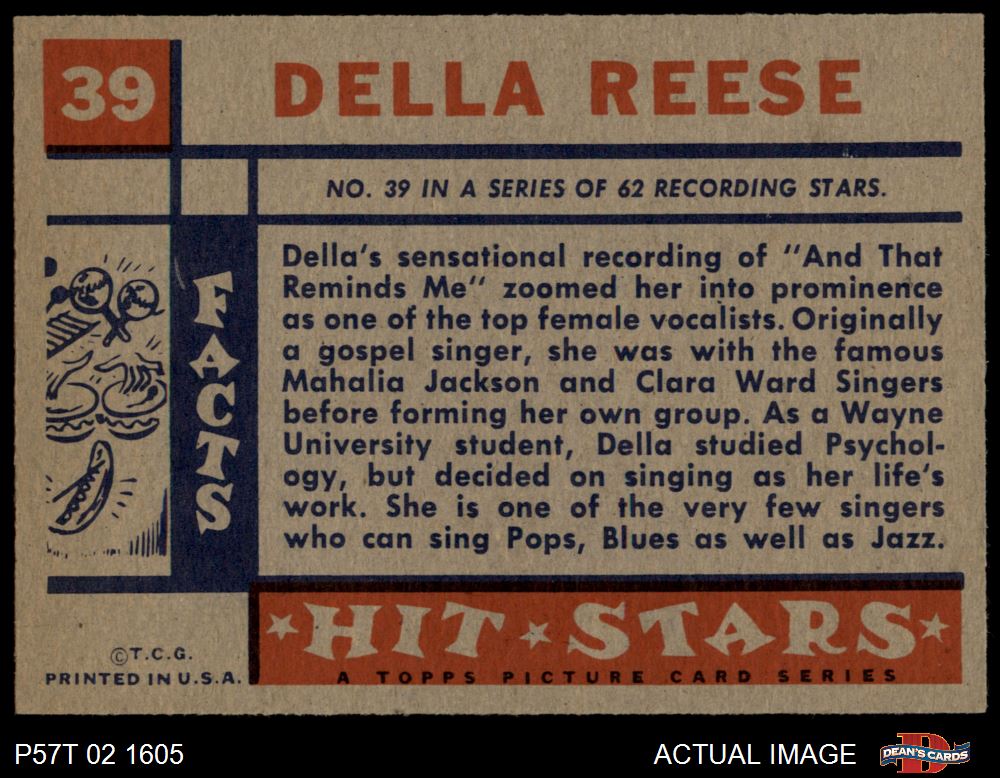 39
DELLA REESE
NO. 39 IN A SERIES OF 62 RECORDING STARS.
FACTS
Della's sensational recording of "And That
Reminds Me" zoomed her into prominence
as one of the top female vocalists. Originally
a gospel singer, she was with the famous
Mahalia Jackson and Clara Ward Singers
before forming her own group. As a Wayne
University student, Della studied Psychol-
ogy, but decided on singing as her life's
work. She is one of the very few singers
who can sing Pops, Blues as well as Jazz.
HIT STARS
A TOPPS PICTURE CARD SERIES
©T.C.G.
PRINTED IN U.S.A.
P57T 02 1605
ACTUAL IMAGE
DEAN'S CARDS